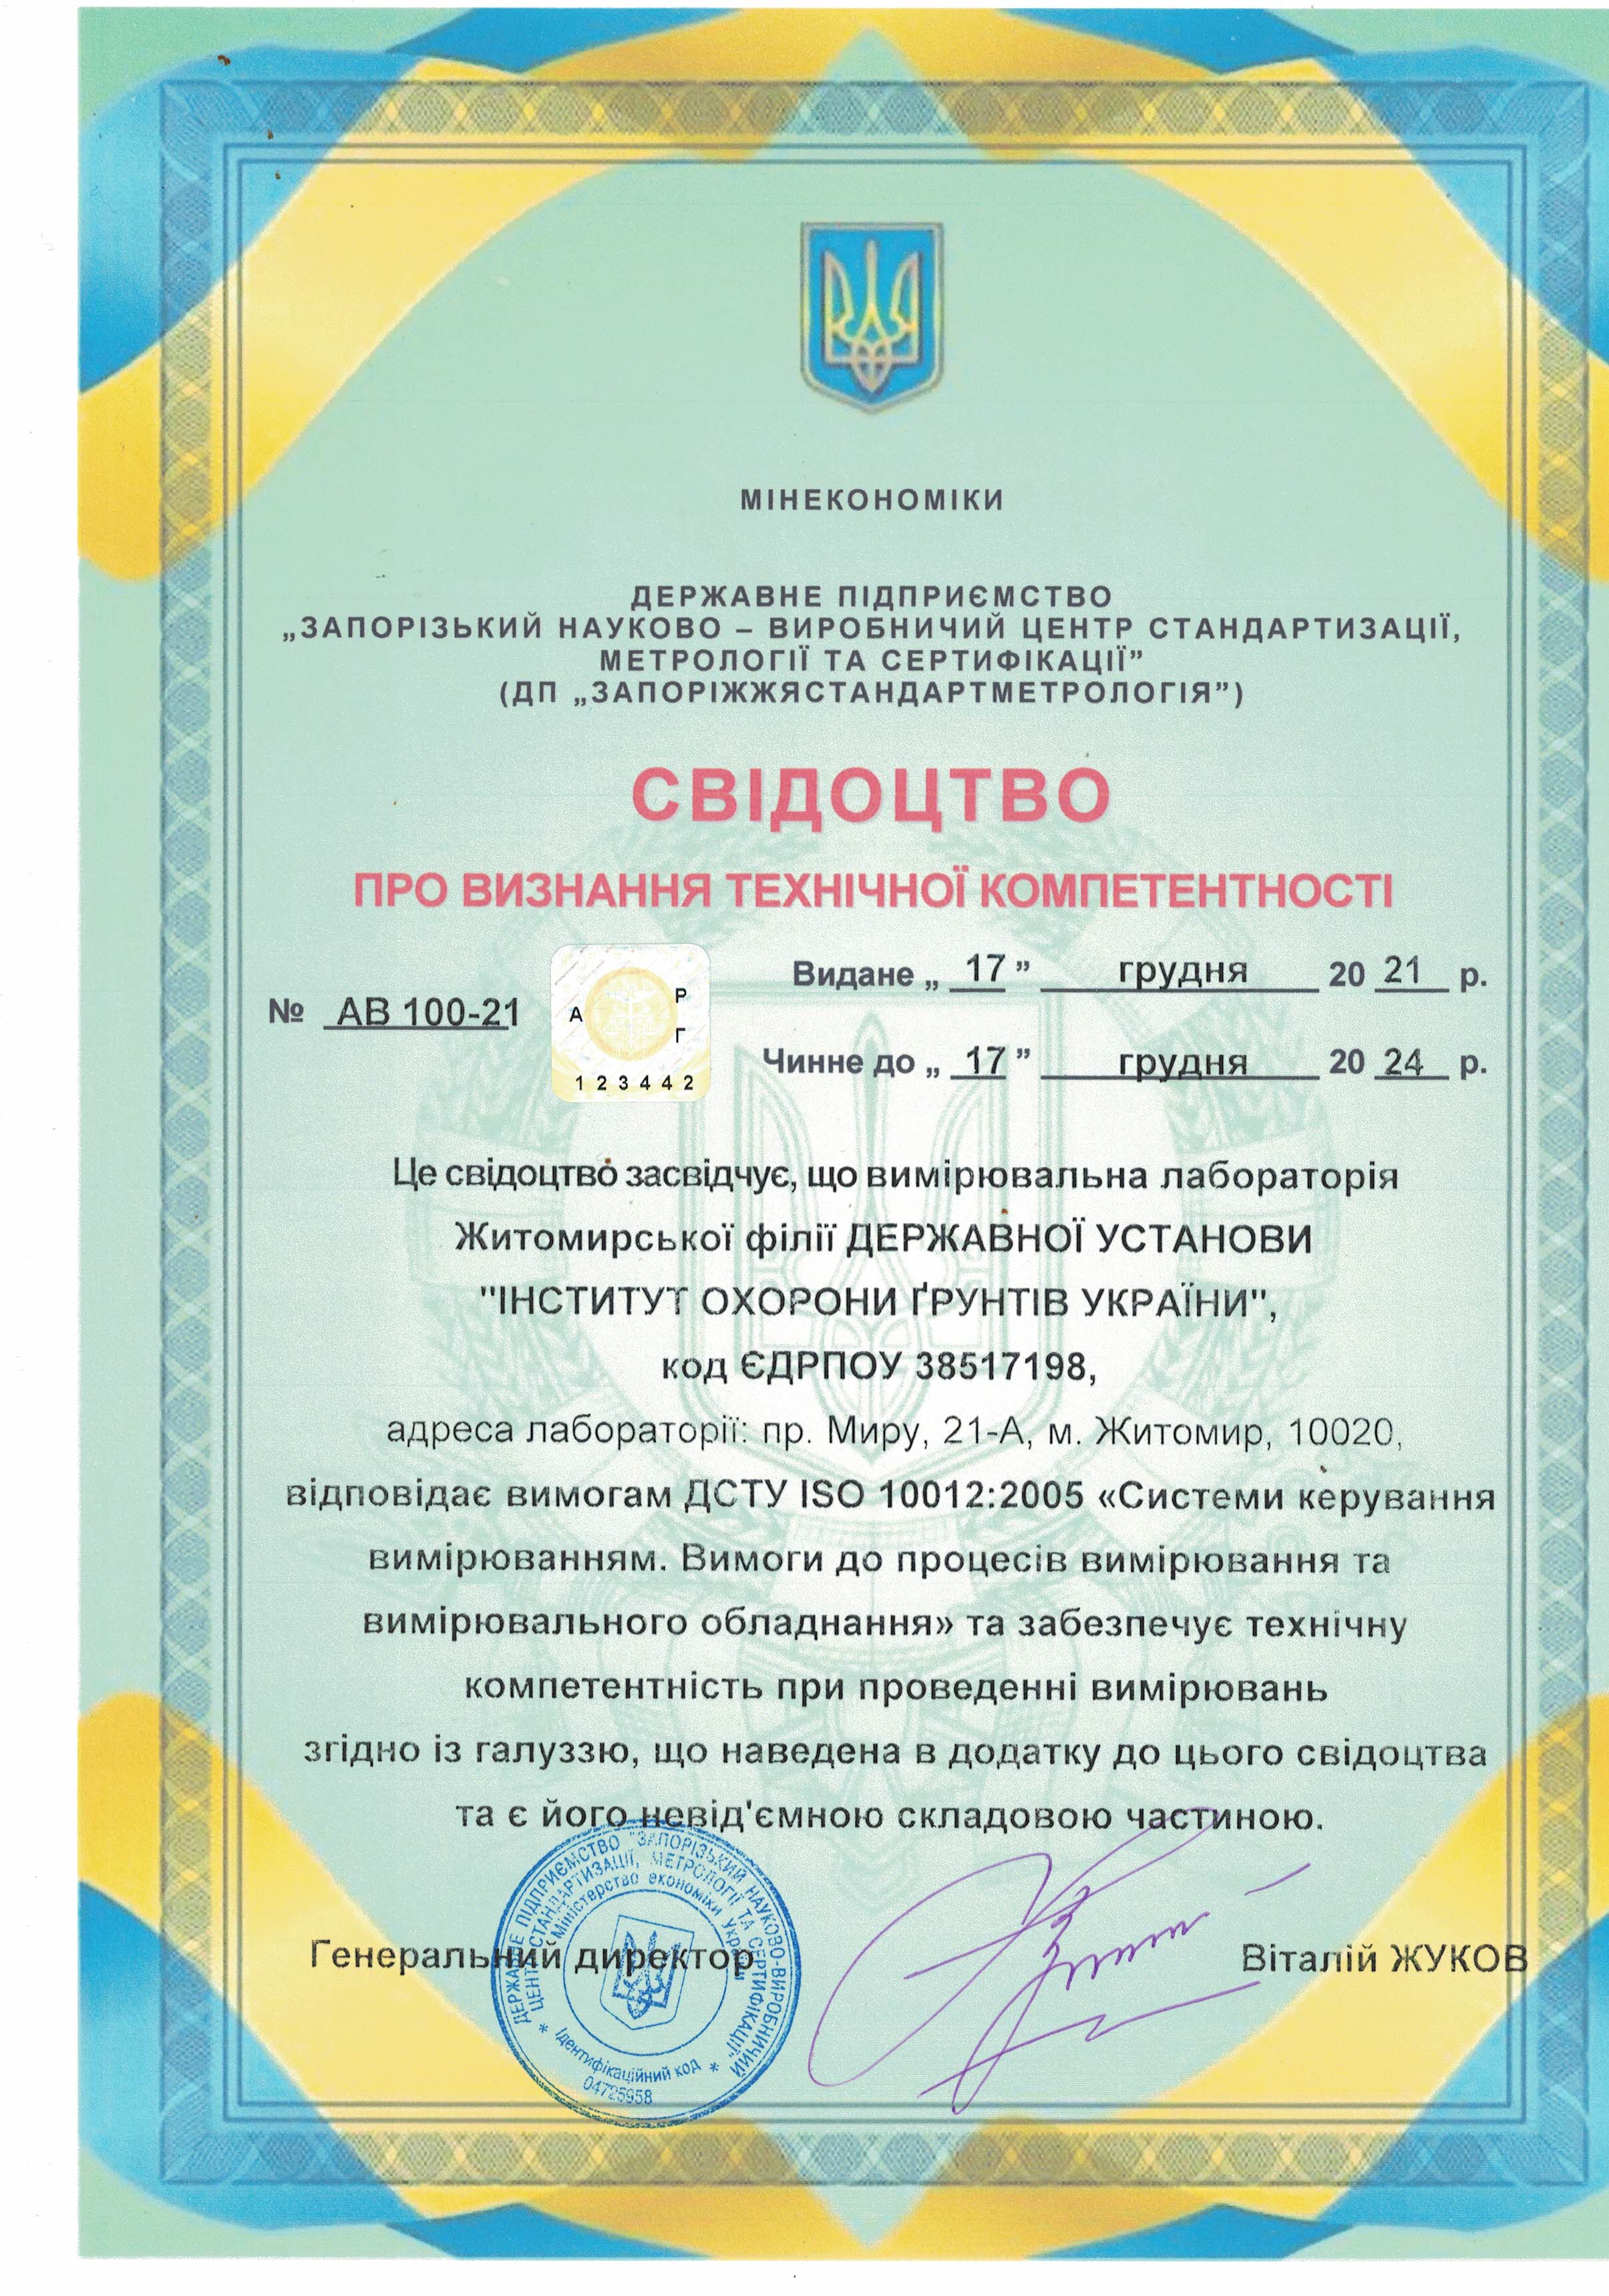 МІНЕКОНОМІКИ
ДЕРЖАВНЕ ПІДПРИЄМСТВО
„ЗАПОРІЗЬКИЙ НАУКОВО – ВИРОБНИЧИЙ ЦЕНТР СТАНДАРТИЗАЦІЇ,
МЕТРОЛОГІЇ ТА СЕРТИФІКАЦІЇ”
(ДП „ЗАПОРІЖЖЯСТАНДАРТМЕТРОЛОГІЯ”)
СВІДОЦТВО
ПРО ВИЗНАННЯ ТЕХНІЧНОЇ КОМПЕТЕНТНОСТІ
Видане „ 17 ” грудня 20 21 р.
№ АВ 100-21
А Р Г
123442
Чинне до „ 17 ” грудня 20 24 р.
Це свідоцтво засвідчує, що вимірювальна лабораторія
Житомирської філії ДЕРЖАВНОЇ УСТАНОВИ
"ІНСТИТУТ ОХОРОНИ ҐРУНТІВ УКРАЇНИ",
код ЄДРПОУ 38517198,
адреса лабораторії: пр. Миру, 21-А, м. Житомир, 10020,
відповідає вимогам ДСТУ ISO 10012:2005 «Системи керування
вимірюванням. Вимоги до процесів вимірювання та
вимірювального обладнання» та забезпечує технічну
компетентність при проведенні вимірювань
згідно із галуззю, що наведена в додатку до цього свідоцтва
та є його невід'ємною складовою частиною.
Генеральний директор
Віталій ЖУКОВ
ДЕРЖАВНЕ ПІДПРИЄМСТВО "ЗАПОРІЗЬКИЙ НАУКОВО-ВИРОБНИЧИЙ
ЦЕНТР СТАНДАРТИЗАЦІЇ, МЕТРОЛОГІЇ ТА СЕРТИФІКАЦІЇ"
Міністерство економіки України
* Ідентифікаційний код *
04725958